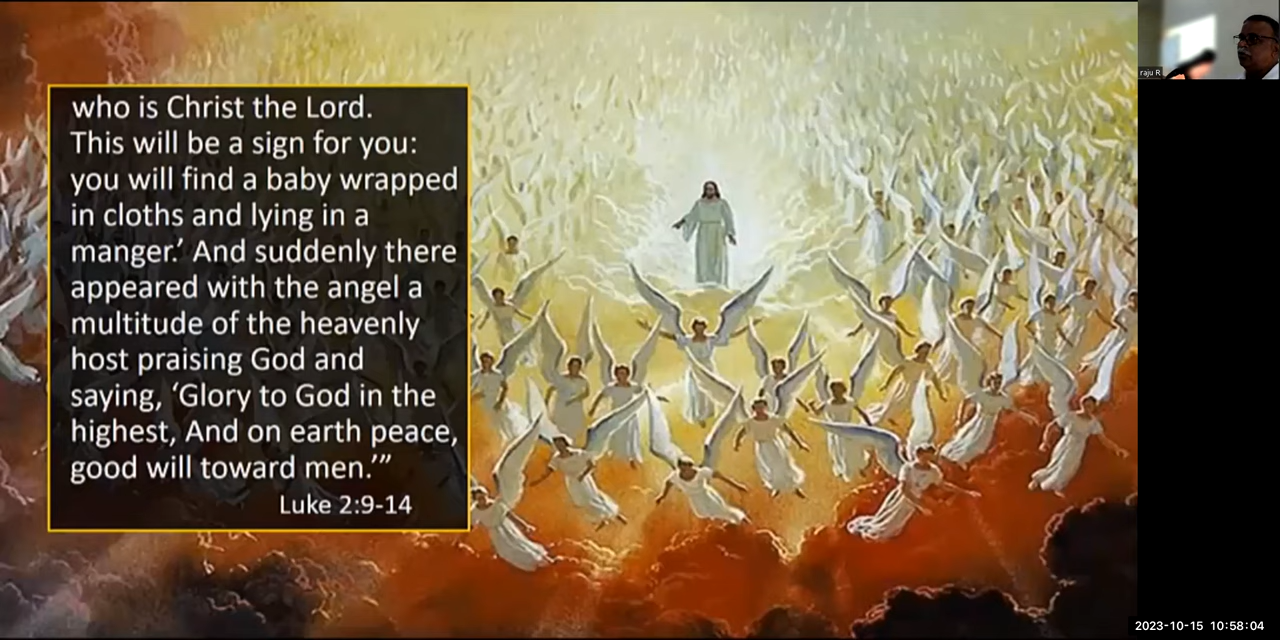 who is Christ the Lord.
This will be a sign for you:
you will find a baby wrapped
in cloths and lying in a
manger.’ And suddenly there
appeared with the angel a
multitude of the heavenly
host praising God and
saying, ‘Glory to God in the
highest, And on earth peace,
good will toward men.’”
Luke 2:9-14
raju R
2023-10-15 10:58:04